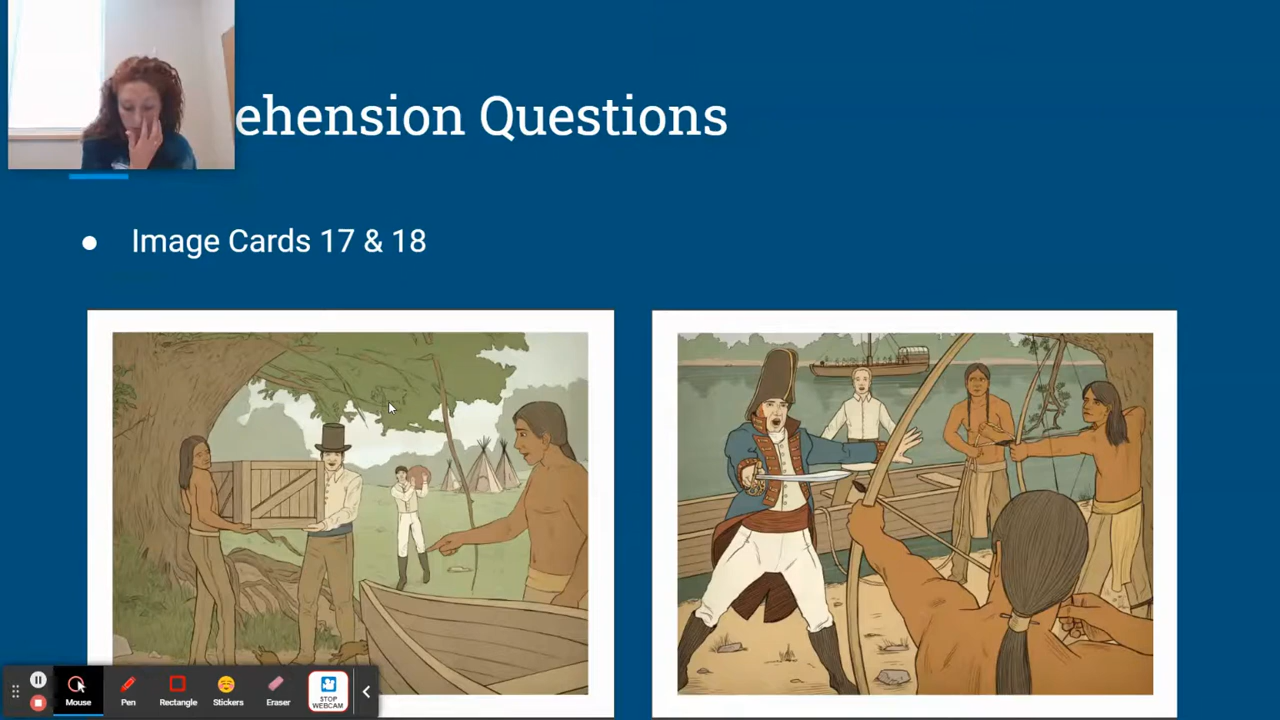 ehension Questions
● Image Cards 17 & 18
Mouse
Pen
Rectangle
Stickers
Eraser
STOP
WEBCAM